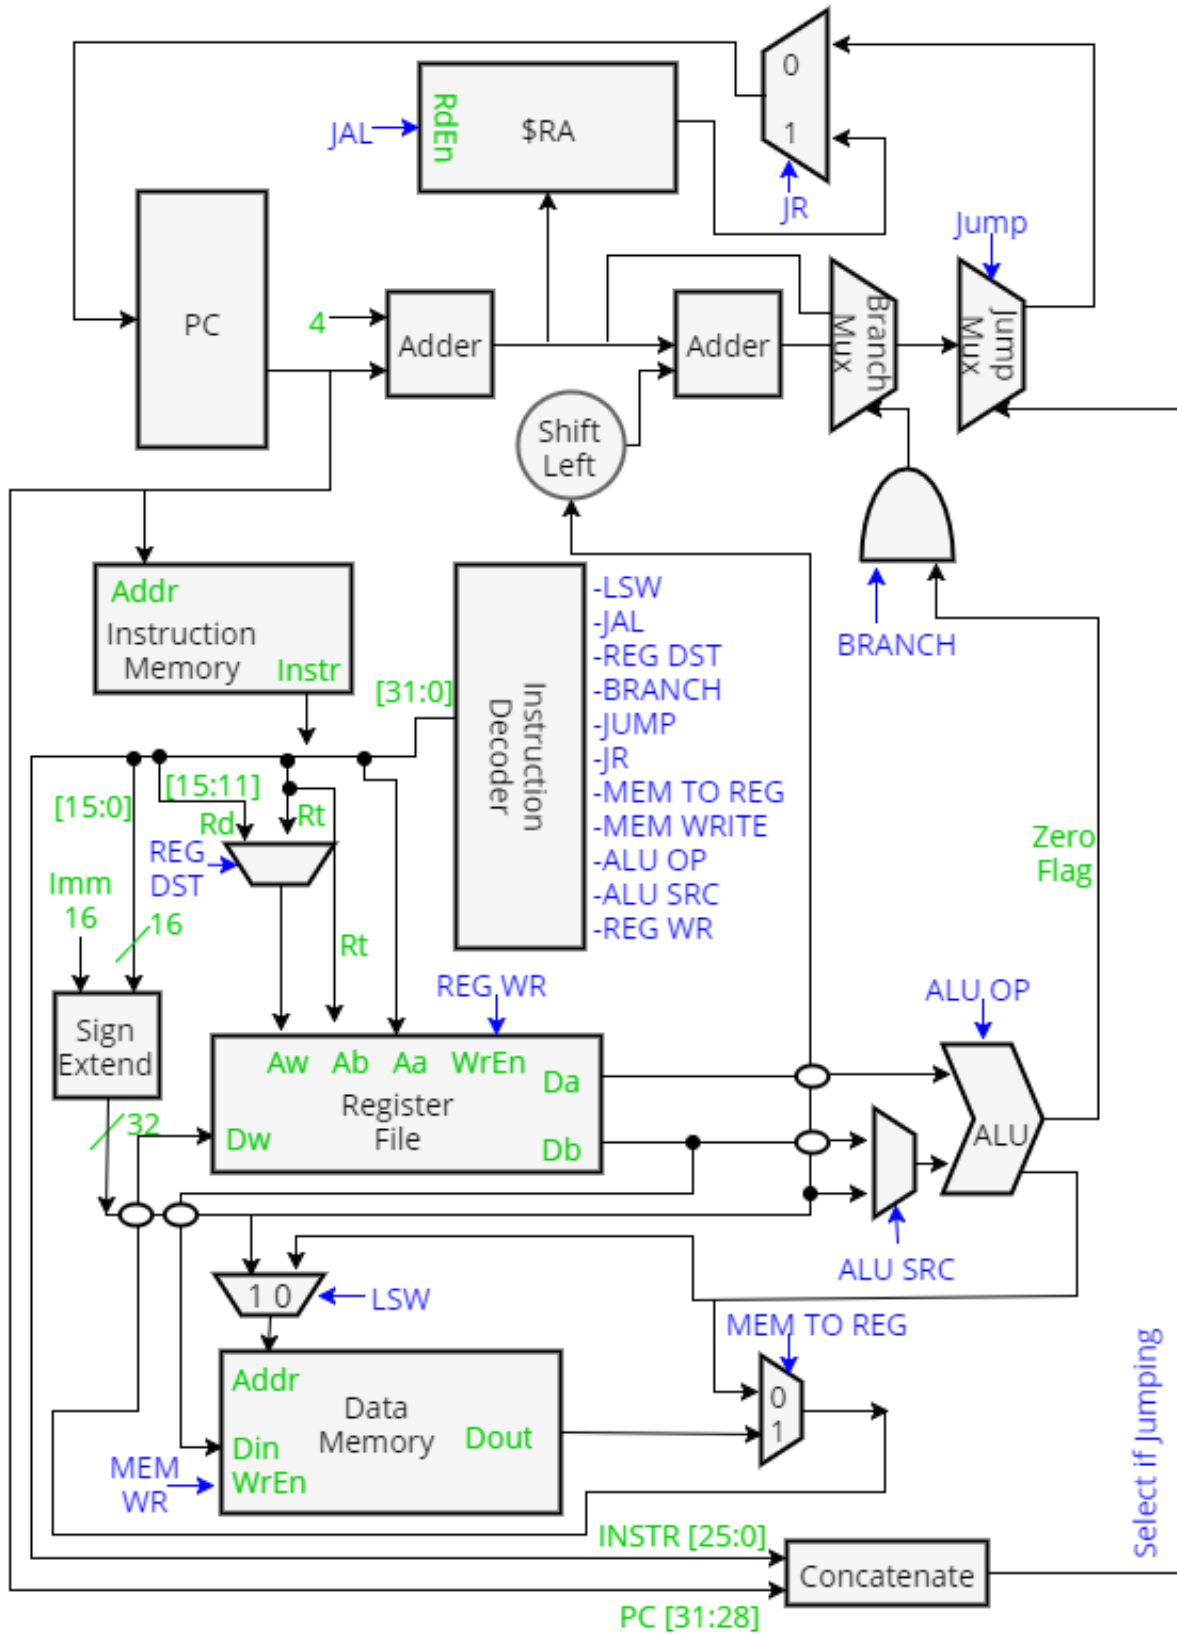 0
RdEn
$RA
JAL
1
JR
Jump
PC
4
Adder
Adder
Branch
Mux
Jump
Mux
Shift
Left
Addr
Instruction
Memory
Instr
[31:0]
Instruction
Decoder
-LSW
-JAL
-REG DST
-BRANCH
-JUMP
-JR
-MEM TO REG
-MEM WRITE
-ALU OP
-ALU SRC
-REG WR
BRANCH
[15:0]
[15:11]
Rd
Rt
REG
DST
Imm
16
16
Rt
Zero
Flag
REG WR
ALU OP
Sign
Extend
Aw Ab Aa WrEn
Da
Register
File
Dw
Db
32
ALU
ALU SRC
1 0
LSW
MEM TO REG
Addr
Data
Memory
Dout
Din
WrEn
MEM
WR
0
1
Select if Jumping
INSTR [25:0]
Concatenate
PC [31:28]